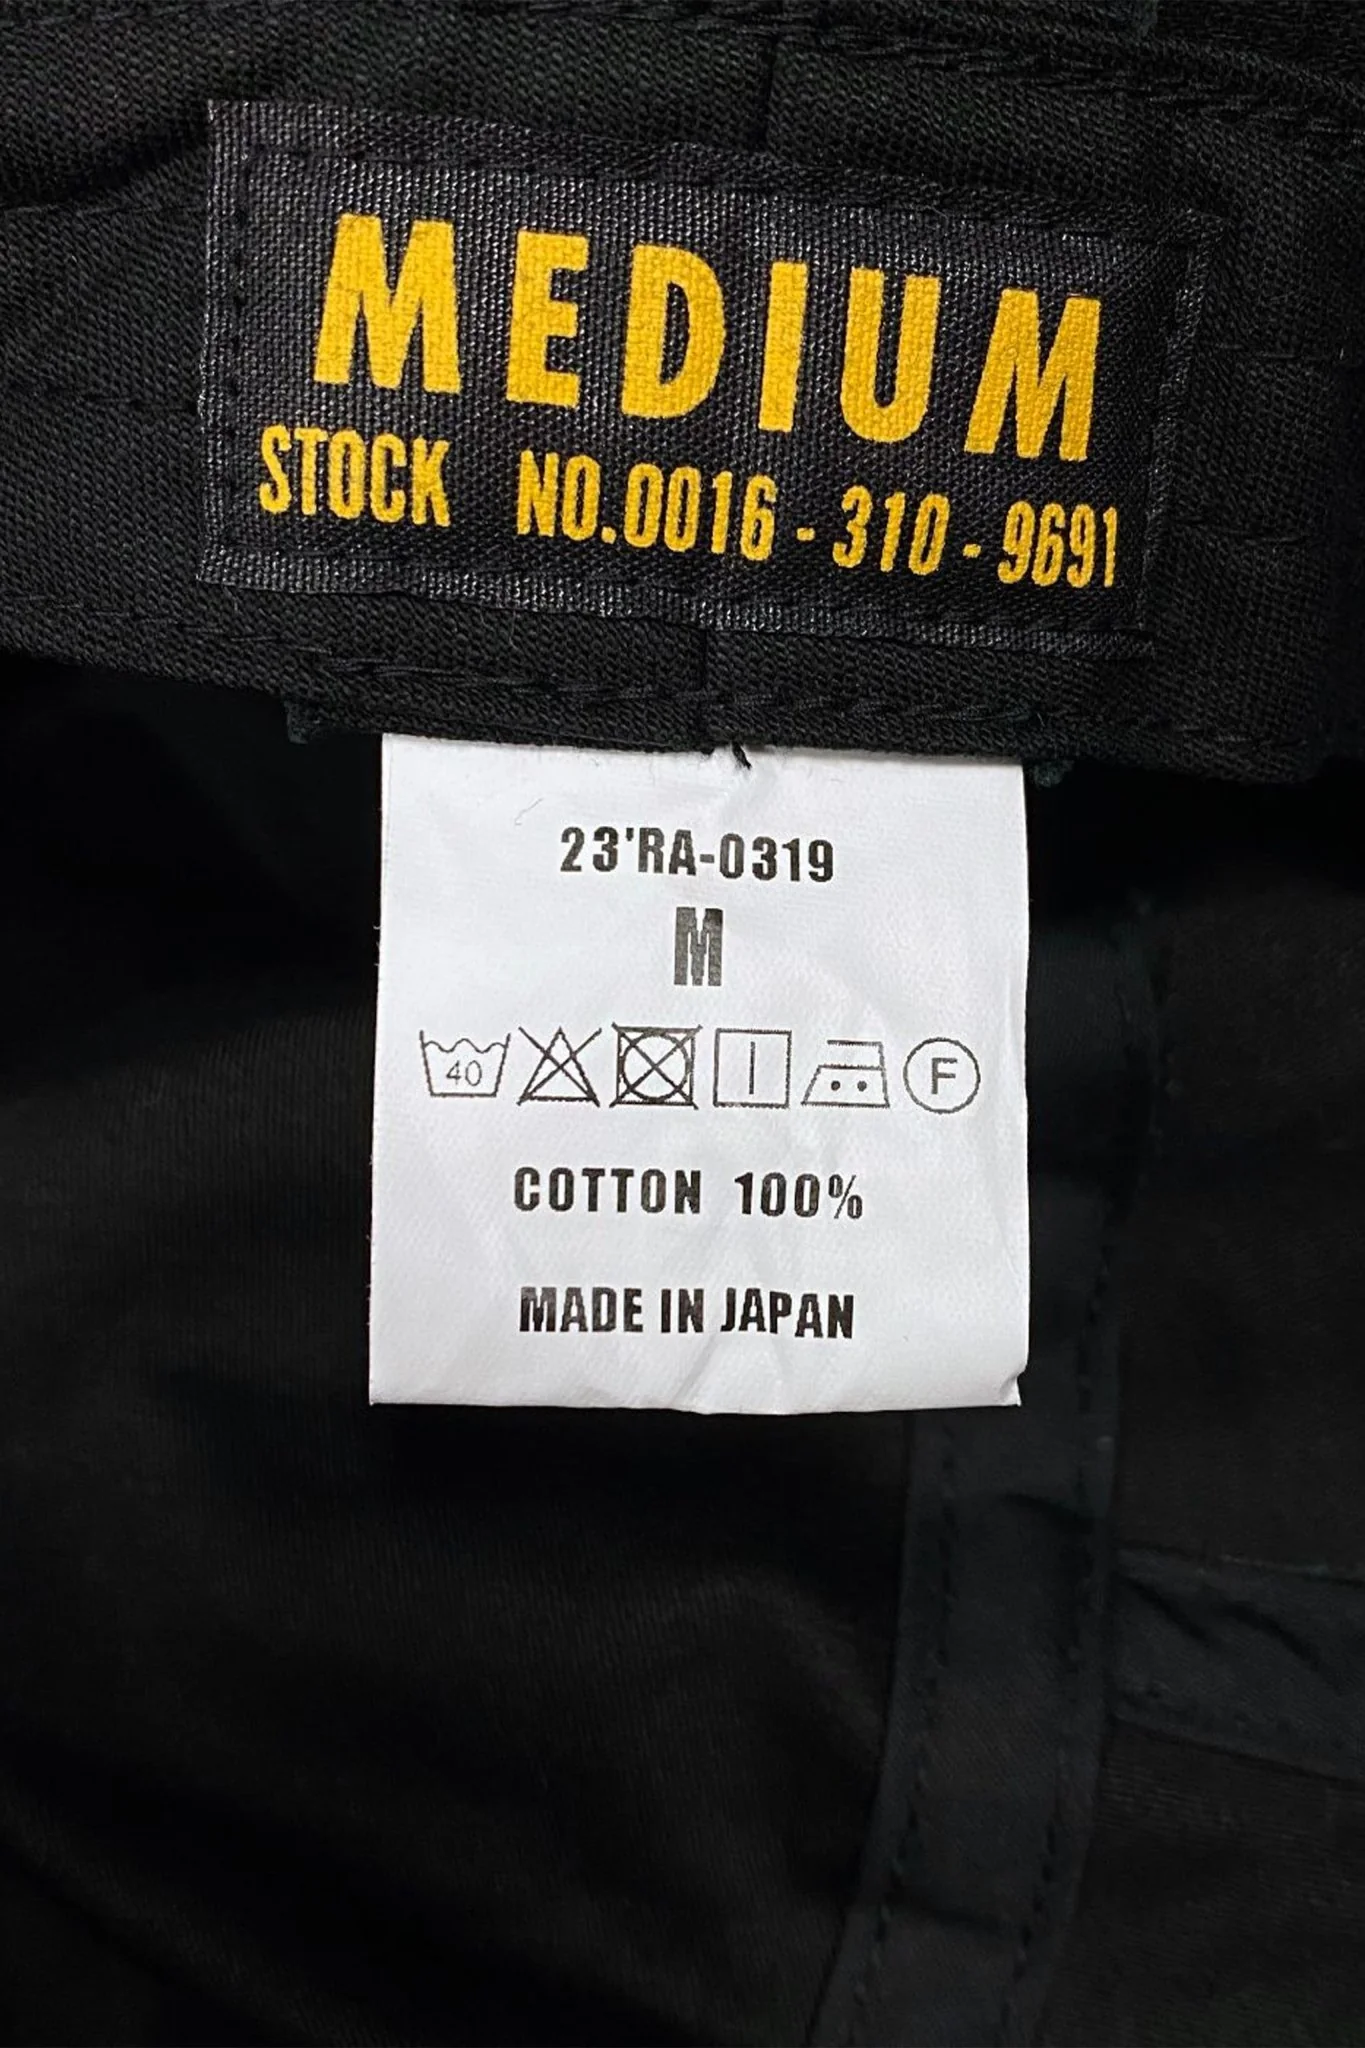 MEDIUM
STOCK NO.0016-310-9691
23'RA-0319
M
40 F
COTTON 100%
MADE IN JAPAN